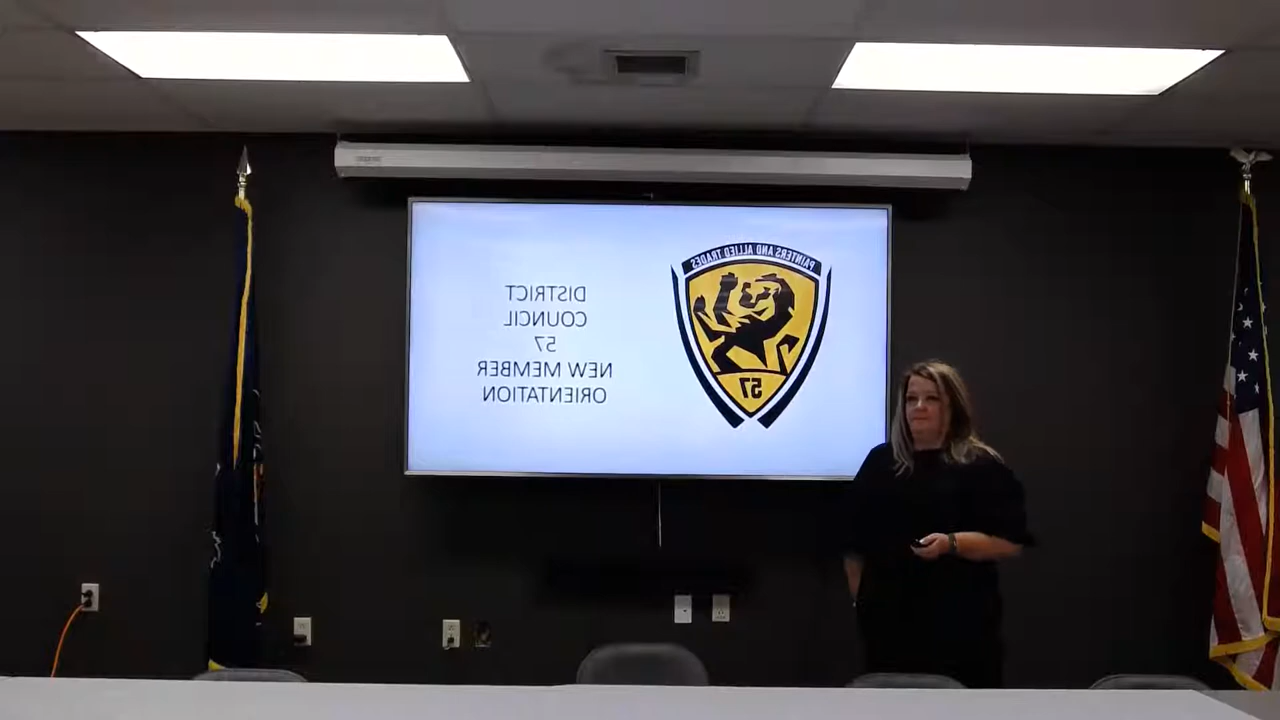 DISTRICT
COUNCIL
57
NEW MEMBER
ORIENTATION
PAINTERS AND ALLIED TRADES
57